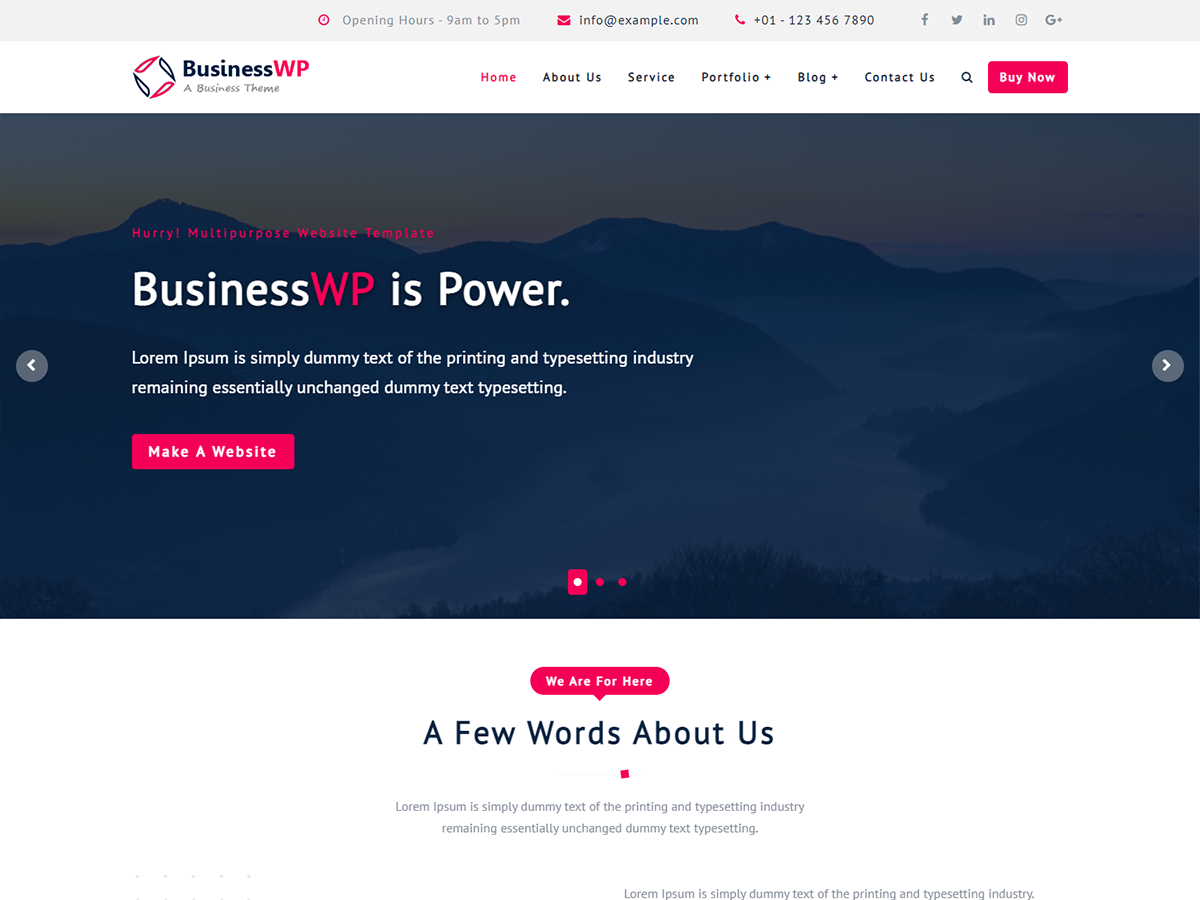 Opening Hours - 9am to 5pm info@example.com +01 - 123 456 7890
BusinessWP
A Business Theme
Home About Us Service Portfolio + Blog + Contact Us Buy Now
Hurry! Multipurpose Website Template
BusinessWP is Power.
Lorem Ipsum is simply dummy text of the printing and typesetting industry
remaining essentially unchanged dummy text typesetting.
Make A Website
We Are For Here
A Few Words About Us
Lorem Ipsum is simply dummy text of the printing and typesetting industry
remaining essentially unchanged dummy text typesetting.
Lorem Ipsum is simply dummy text of the printing and typesetting industry.